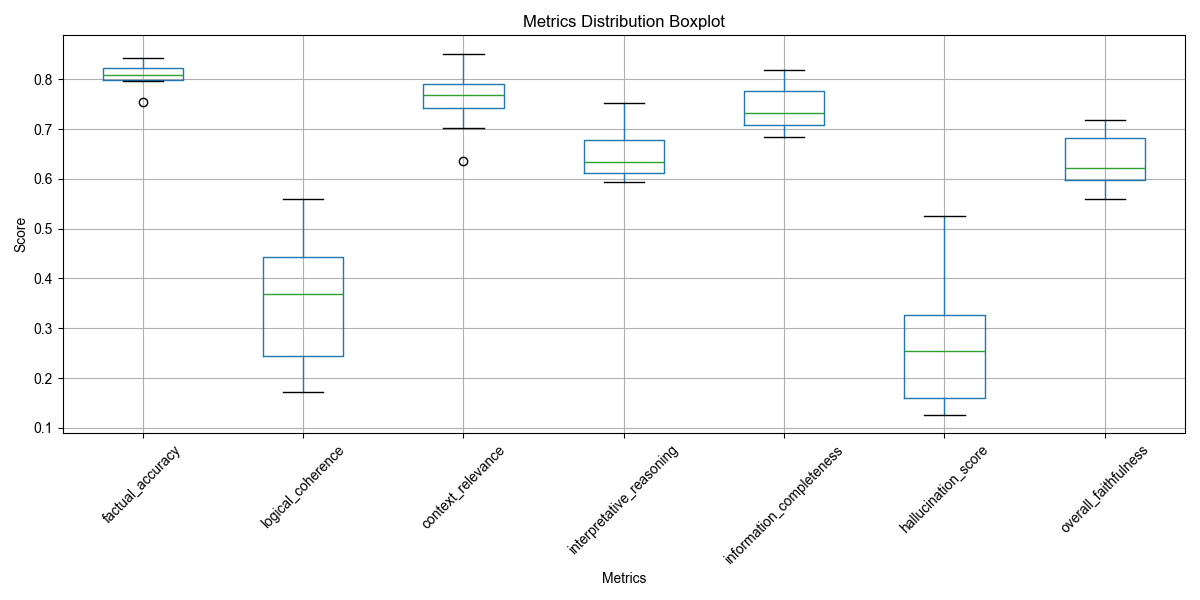 Metrics Distribution Boxplot
Score
0.8
0.7
0.6
0.5
0.4
0.3
0.2
0.1
factual_accuracy
logical_coherence
context_relevance
interpretative_reasoning
information_completeness
hallucination_score
overall_faithfulness
Metrics